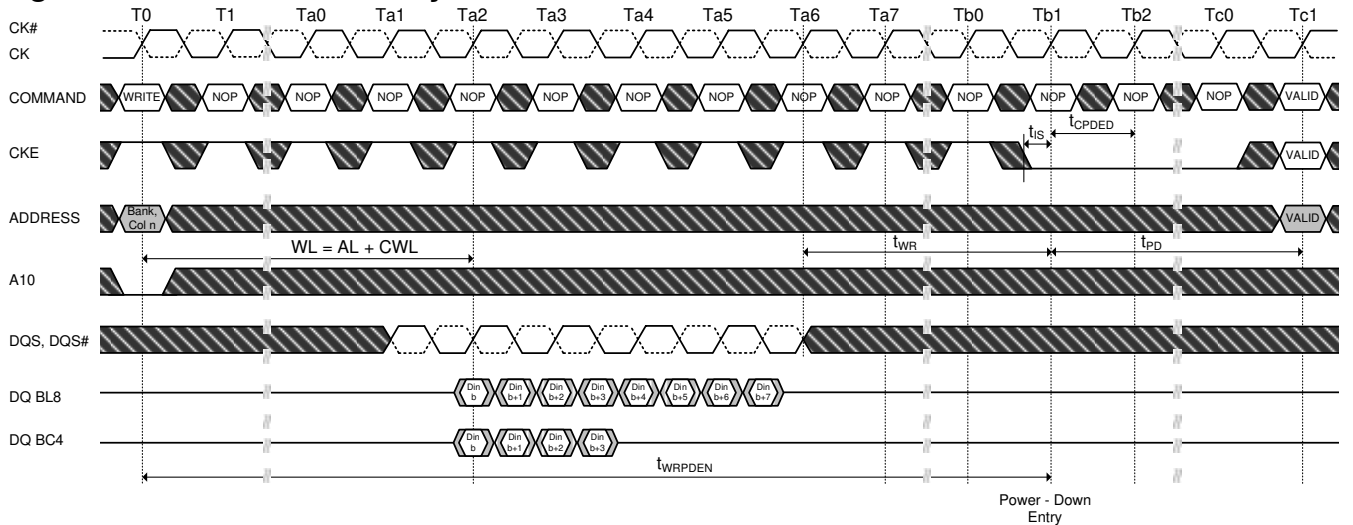 T0 T1 Ta0 Ta1 Ta2 Ta3 Ta4 Ta5 Ta6 Ta7 Tb0 Tb1 Tb2 Tc0 Tc1
CK#
CK
COMMAND WRITE NOP NOP NOP NOP NOP NOP NOP NOP NOP NOP NOP NOP NOP VALID
tIS tCPDED
CKE VALID
ADDRESS Bank, Col n VALID
WL = AL + CWL tWR tPD
A10
DQS, DQS#
DQ BL8 Din b Din b+1 Din b+2 Din b+3 Din b+4 Din b+5 Din b+6 Din b+7
DQ BC4 Din b Din b+1 Din b+2 Din b+3
tWRPDEN
Power - Down
Entry